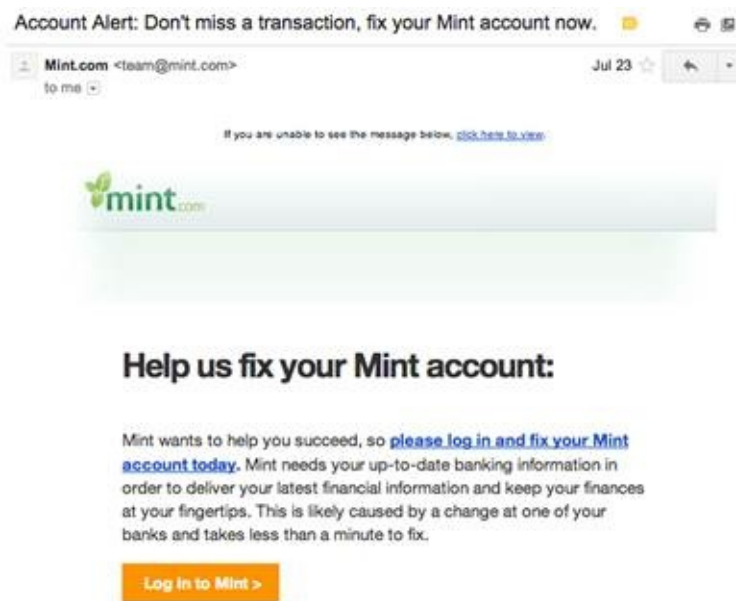 Account Alert: Don't miss a transaction, fix your Mint account now.
Mint.com <team@mint.com>
Jul 23
to me
If you are unable to see the message below, click here to view.
mint.com
Help us fix your Mint account:
Mint wants to help you succeed, so please log in and fix your Mint
account today. Mint needs your up-to-date banking information in
order to deliver your latest financial information and keep your finances
at your fingertips. This is likely caused by a change at one of your
banks and takes less than a minute to fix.
Log in to Mint >